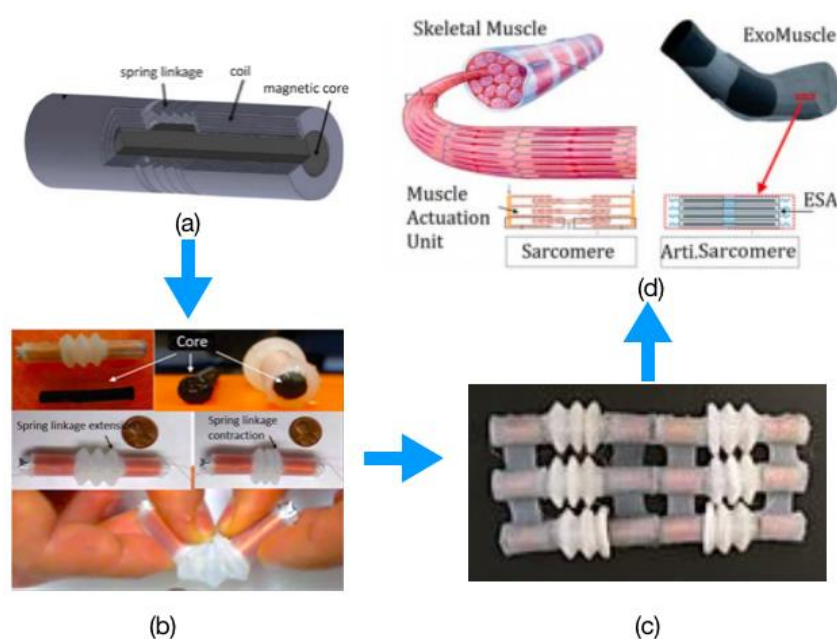 spring linkage
coil
magnetic core
(a)
Skeletal Muscle
ExoMuscle
Muscle
Actuation
Unit
ESA
Sarcomere
Arti.Sarcomere
(d)
Core
Spring linkage extension
Spring linkage
contraction
(b)
(c)